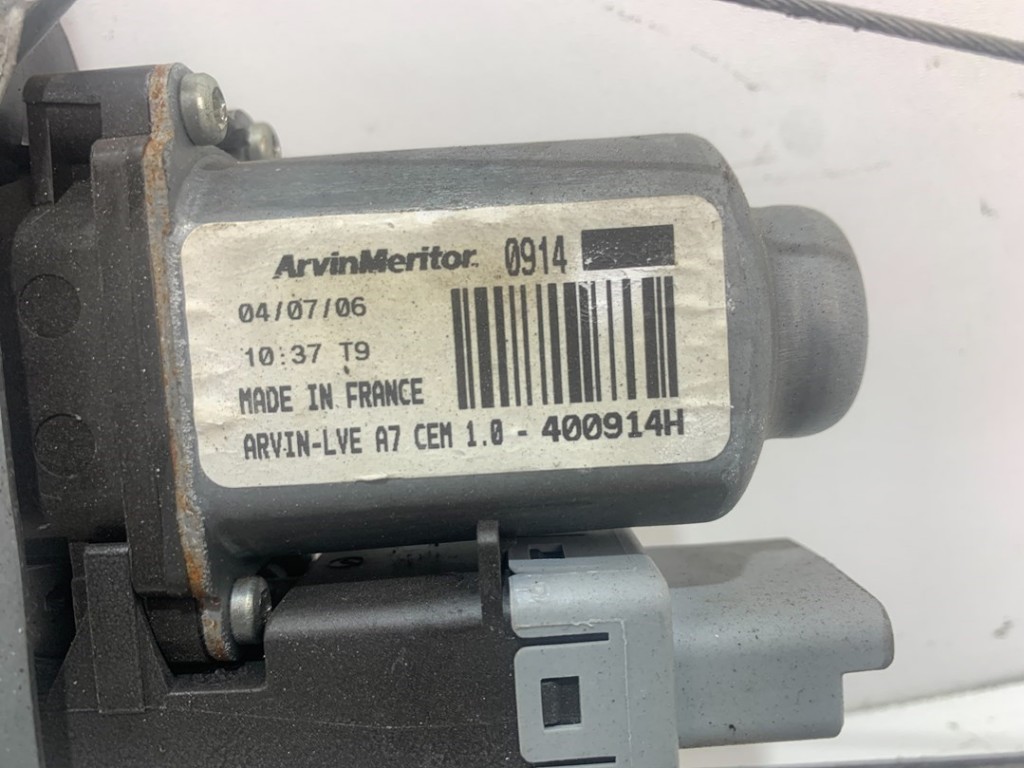 ArvinMeritor. 0914
04/07/06
10:37 T9
MADE IN FRANCE
ARVIN-LVE A7 CEM 1.0 - 400914H